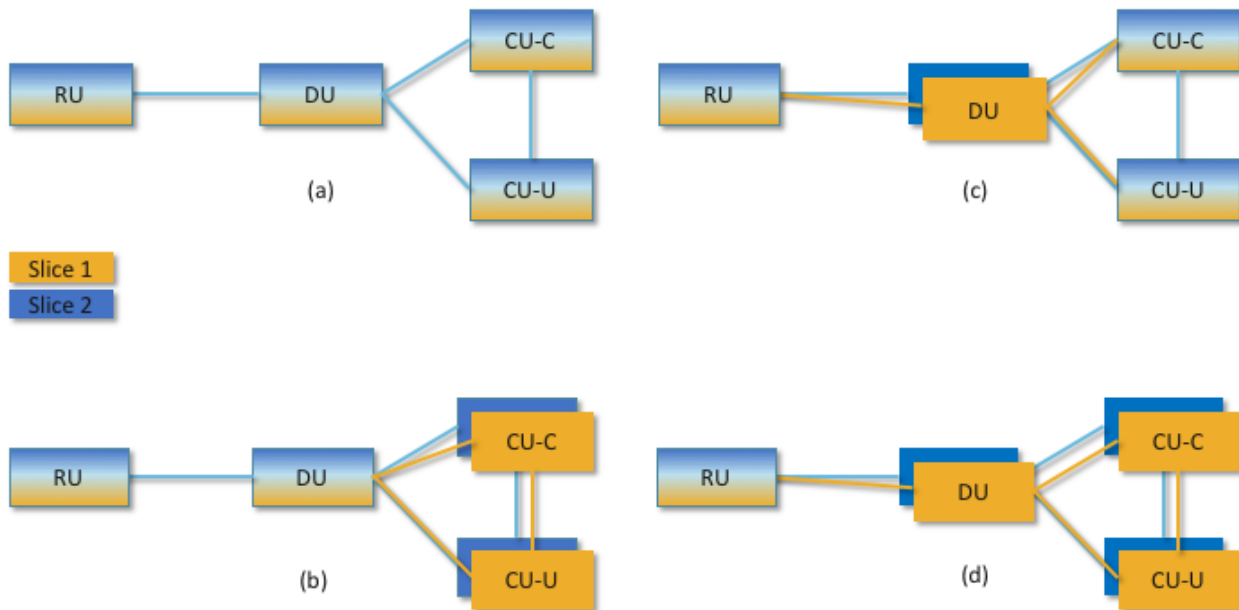 CU-C
RU
DU
CU-U
(a)
CU-C
RU
DU
CU-U
(c)
Slice 1
Slice 2
CU-C
RU
DU
CU-U
(b)
CU-C
RU
DU
CU-U
(d)